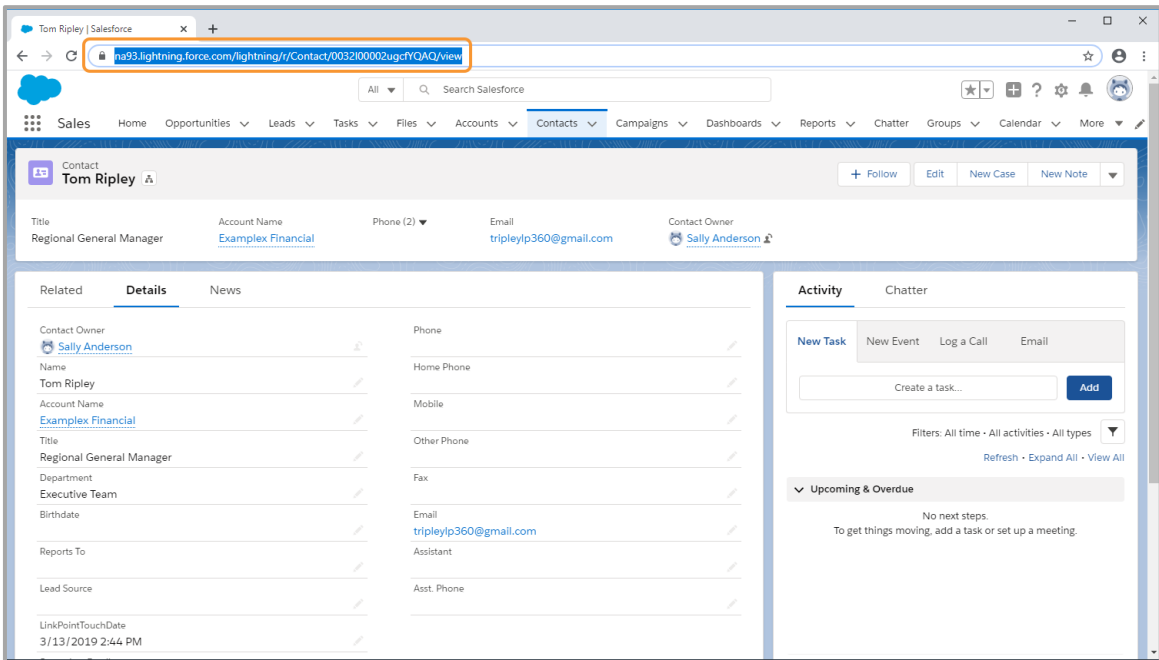 Tom Ripley | Salesforce
na93.lightning.force.com/lightning/r/Contact/0032I00002ugcfYQAQ/view
All Search Salesforce
Sales Home Opportunities Leads Tasks Files Accounts Contacts Campaigns Dashboards Reports Chatter Groups Calendar More
Contact
Tom Ripley
+ Follow Edit New Case New Note
Title Account Name Phone (2) Email Contact Owner
Regional General Manager Examplex Financial tripleylp360@gmail.com Sally Anderson
Related Details News
Contact Owner Phone
Sally Anderson
Name Home Phone
Tom Ripley
Account Name Mobile
Examplex Financial
Title Other Phone
Regional General Manager
Department Fax
Executive Team
Birthdate Email
tripleylp360@gmail.com
Reports To Assistant
Lead Source Asst. Phone
LinkPointTouchDate
3/13/2019 2:44 PM
Activity Chatter
New Task New Event Log a Call Email
Create a task... Add
Filters: All time • All activities • All types
Refresh • Expand All • View All
Upcoming & Overdue
No next steps.
To get things moving, add a task or set up a meeting.